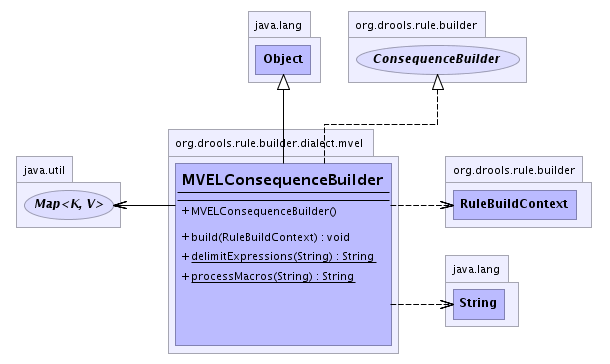 java.lang
Object
org.drools.rule.builder
ConsequenceBuilder
org.drools.rule.builder.dialect.mvel
MVELConsequenceBuilder
+ MVELConsequenceBuilder()
+ build(RuleBuildContext) : void
+ delimitExpressions(String) : String
+ processMacros(String) : String
java.util
Map<K, V>
org.drools.rule.builder
RuleBuildContext
java.lang
String